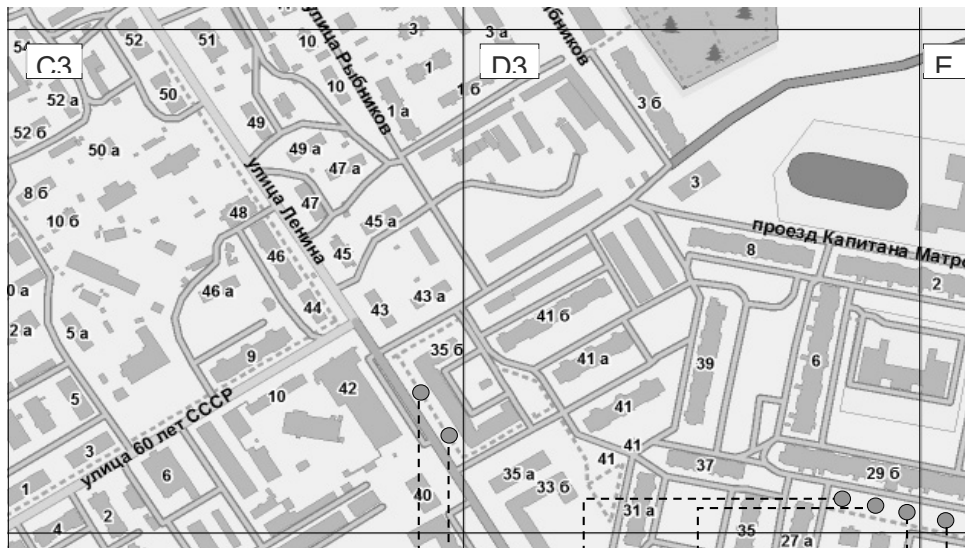 54
52
51
улица Рыбников
3
3 а
Рыбников
10
1
C3
D3
E
52 а
50
10
1 б
1 а
3 б
52 б
49
50 а
49 а
47 а
3
8 б
10 б
48
47
45 а
улица Ленина
46
45
проезд Капитана Матро
8
0 а
46 а
43 а
2
2 а
5 а
44
43
41 б
35 б
9
41 а
39
6
10
42
5
улица 60 лет СССР
41
3
41
1
6
35 а
41
37
29 б
2
40
33 б
4
31 а
35
27 а